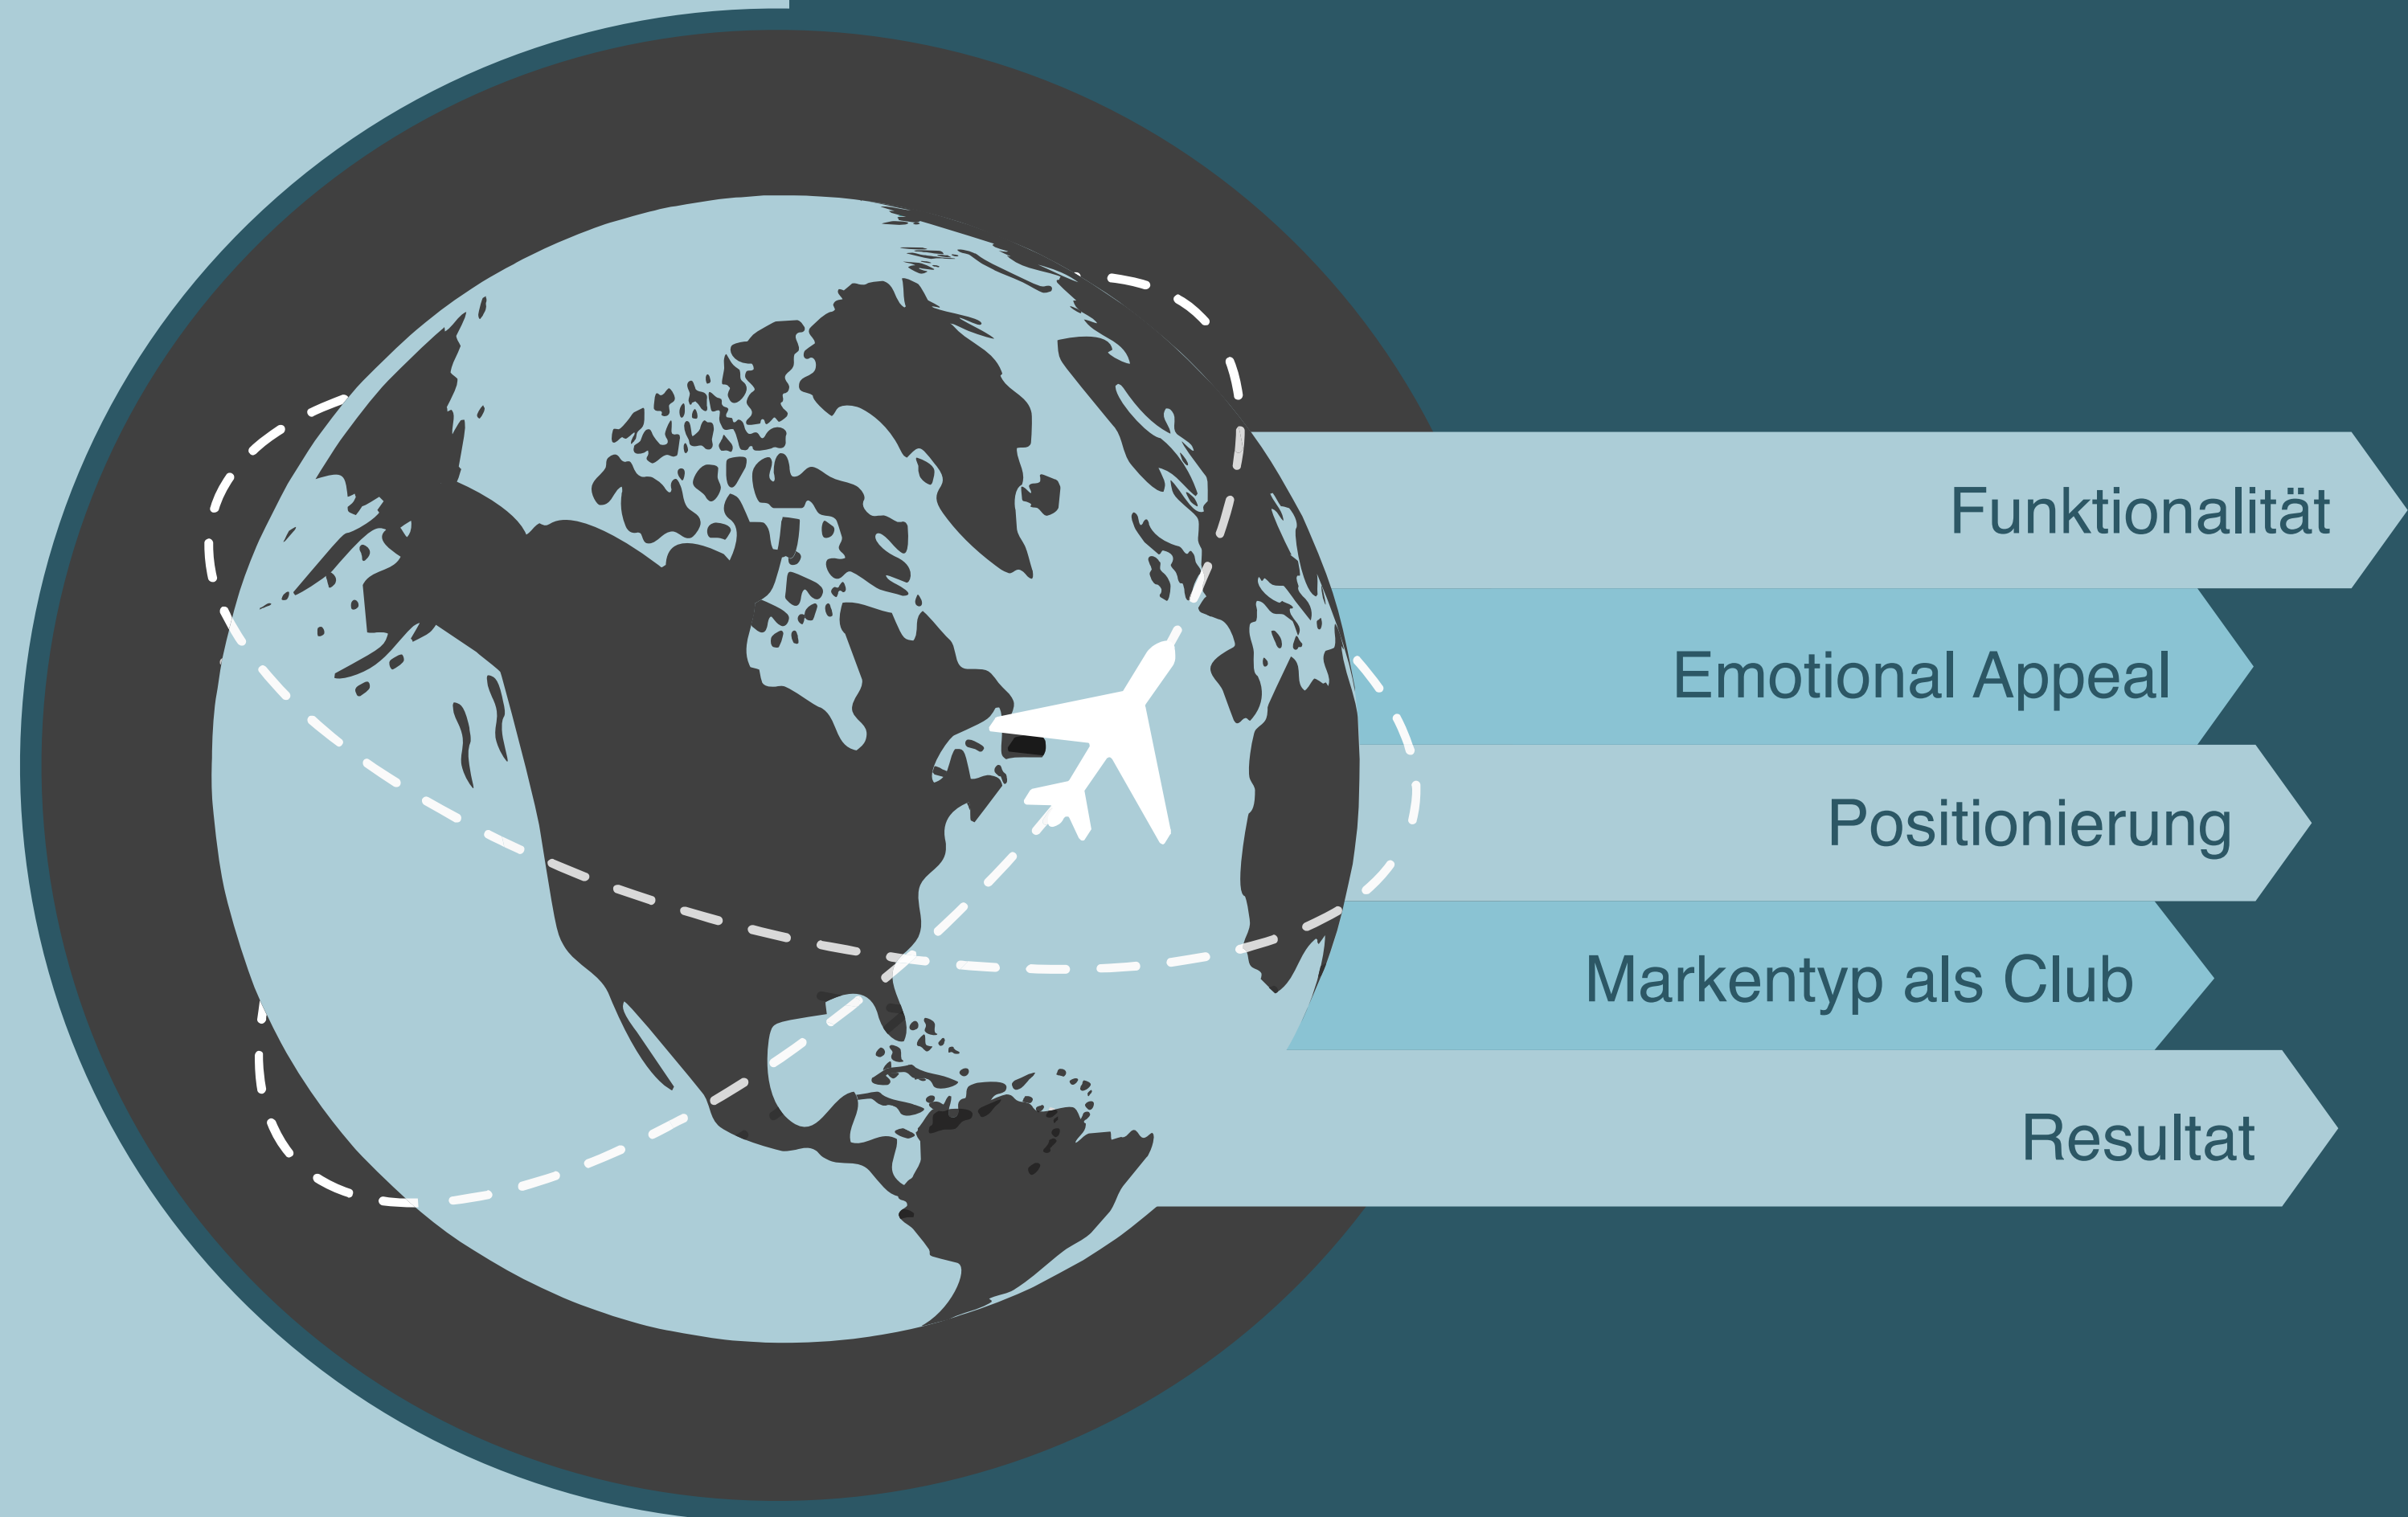 Funktionalität
Emotional Appeal
Positionierung
Markentyp als Club
Resultat